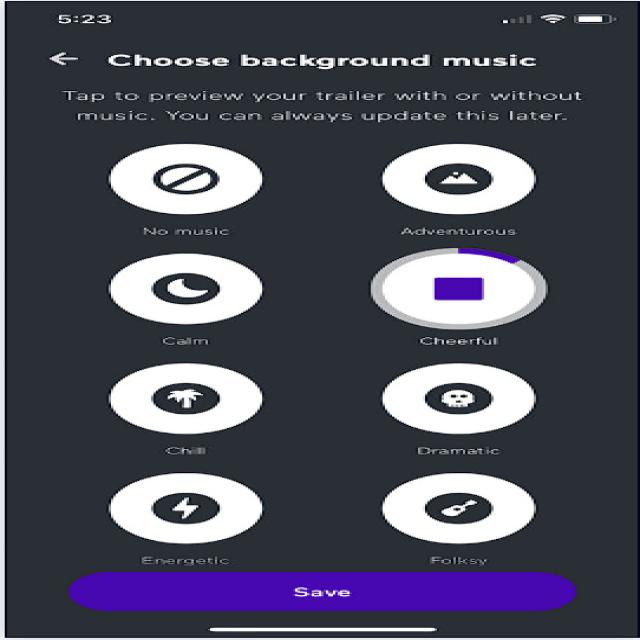 5:23
Choose background music
Tap to preview your trailer with or without
music. You can always update this later.
No music
Adventurous
Calm
Cheerful
Chill
Dramatic
Energetic
Folksy
Save